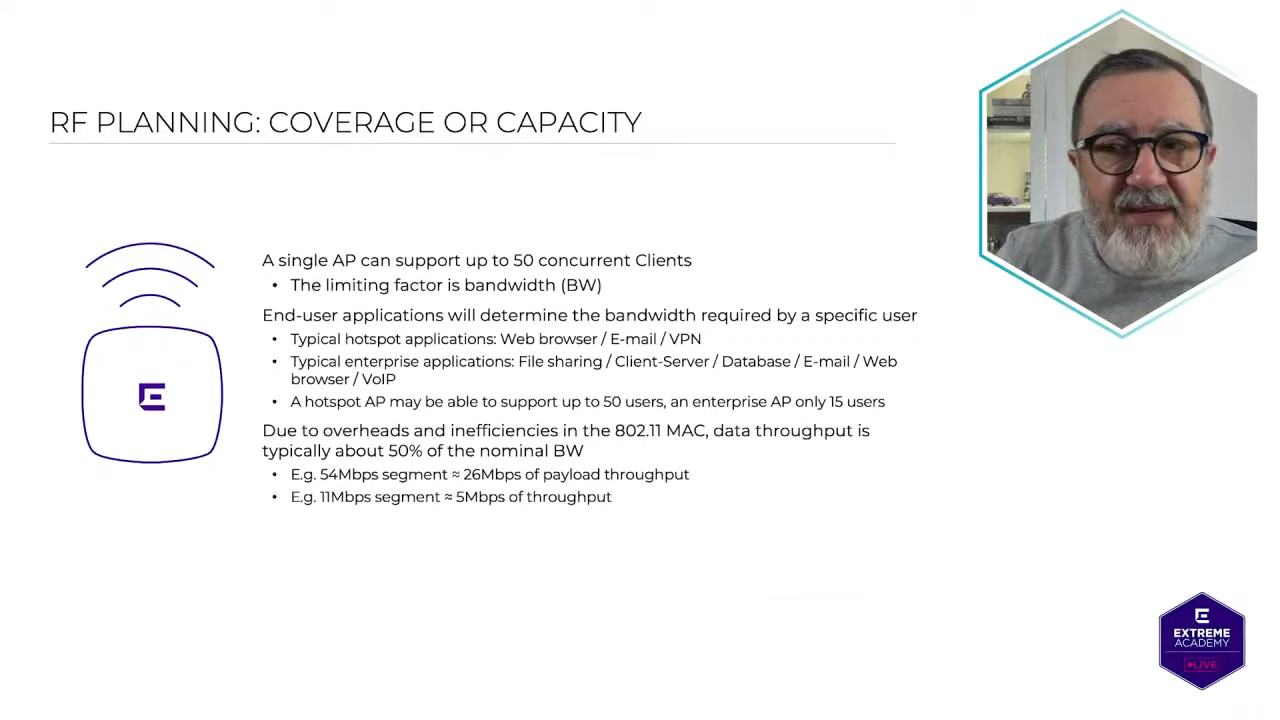 RF PLANNING: COVERAGE OR CAPACITY
A single AP can support up to 50 concurrent Clients
• The limiting factor is bandwidth (BW)
End-user applications will determine the bandwidth required by a specific user
• Typical hotspot applications: Web browser / E-mail / VPN
• Typical enterprise applications: File sharing / Client-Server / Database / E-mail / Web
browser / VoIP
• A hotspot AP may be able to support up to 50 users, an enterprise AP only 15 users
Due to overheads and inefficiencies in the 802.11 MAC, data throughput is
typically about 50% of the nominal BW
• E.g. 54Mbps segment ≈ 26Mbps of payload throughput
• E.g. 11Mbps segment ≈ 5Mbps of throughput
EXTREME
ACADEMY
LIVE